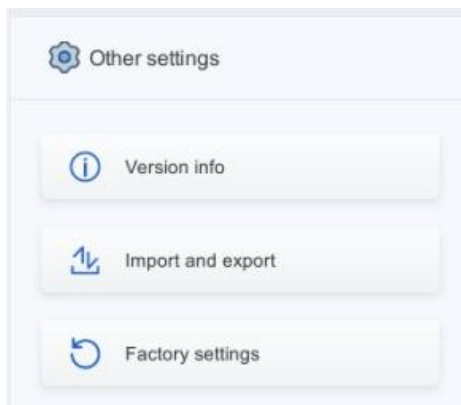 Other settings
Version info
Import and export
Factory settings